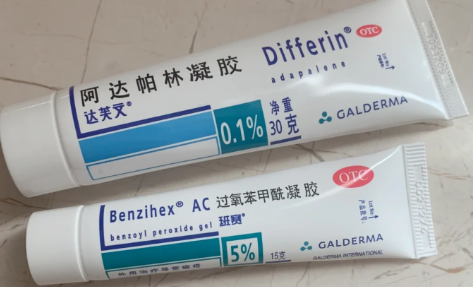 阿达帕林凝胶
Differin®
OTC
adapalene
达芙文®
0.1%
净重
30克
GALDERMA
Benzihex® AC 过氧苯甲酰凝胶
OTC
benzoyl peroxide gel 班赛®
5%
15克
GALDERMA
GALDERMA INTERNATIONAL